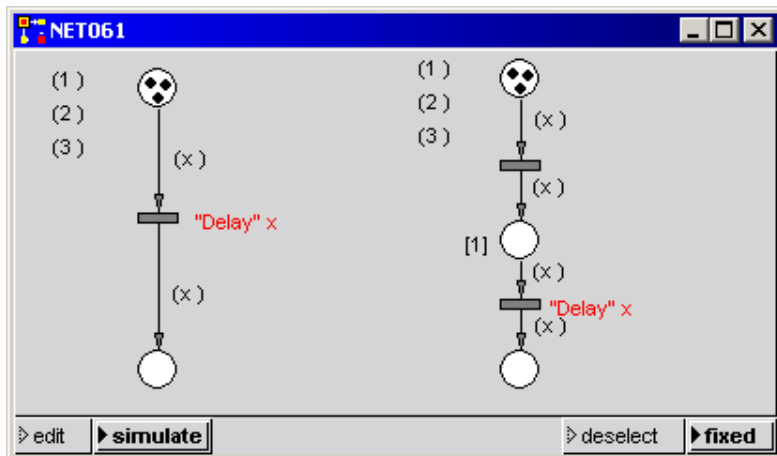 NET061
(1 )
(2 )
(3 )
(x )
"Delay" x
(x )
(1 )
(2 )
(3 )
(x )
(x )
[1]
(x )
"Delay" x
(x )
edit
simulate
deselect
fixed